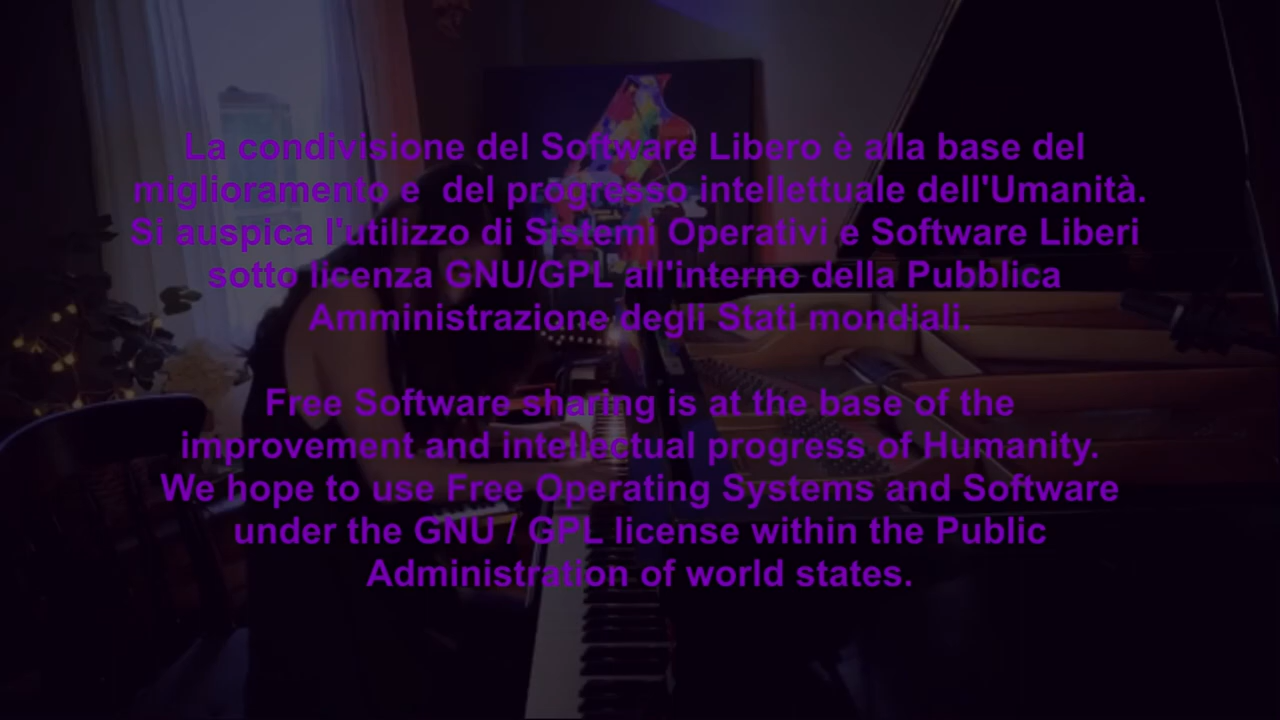 La condivisione del Software Libero è alla base del
miglioramento e  del progresso intellettuale dell'Umanità.
Si auspica l'utilizzo di Sistemi Operativi e Software Liberi
sotto licenza GNU/GPL all'interno della Pubblica
Amministrazione degli Stati mondiali.
Free Software sharing is at the base of the
improvement and intellectual progress of Humanity.
We hope to use Free Operating Systems and Software
under the GNU / GPL license within the Public
Administration of world states.